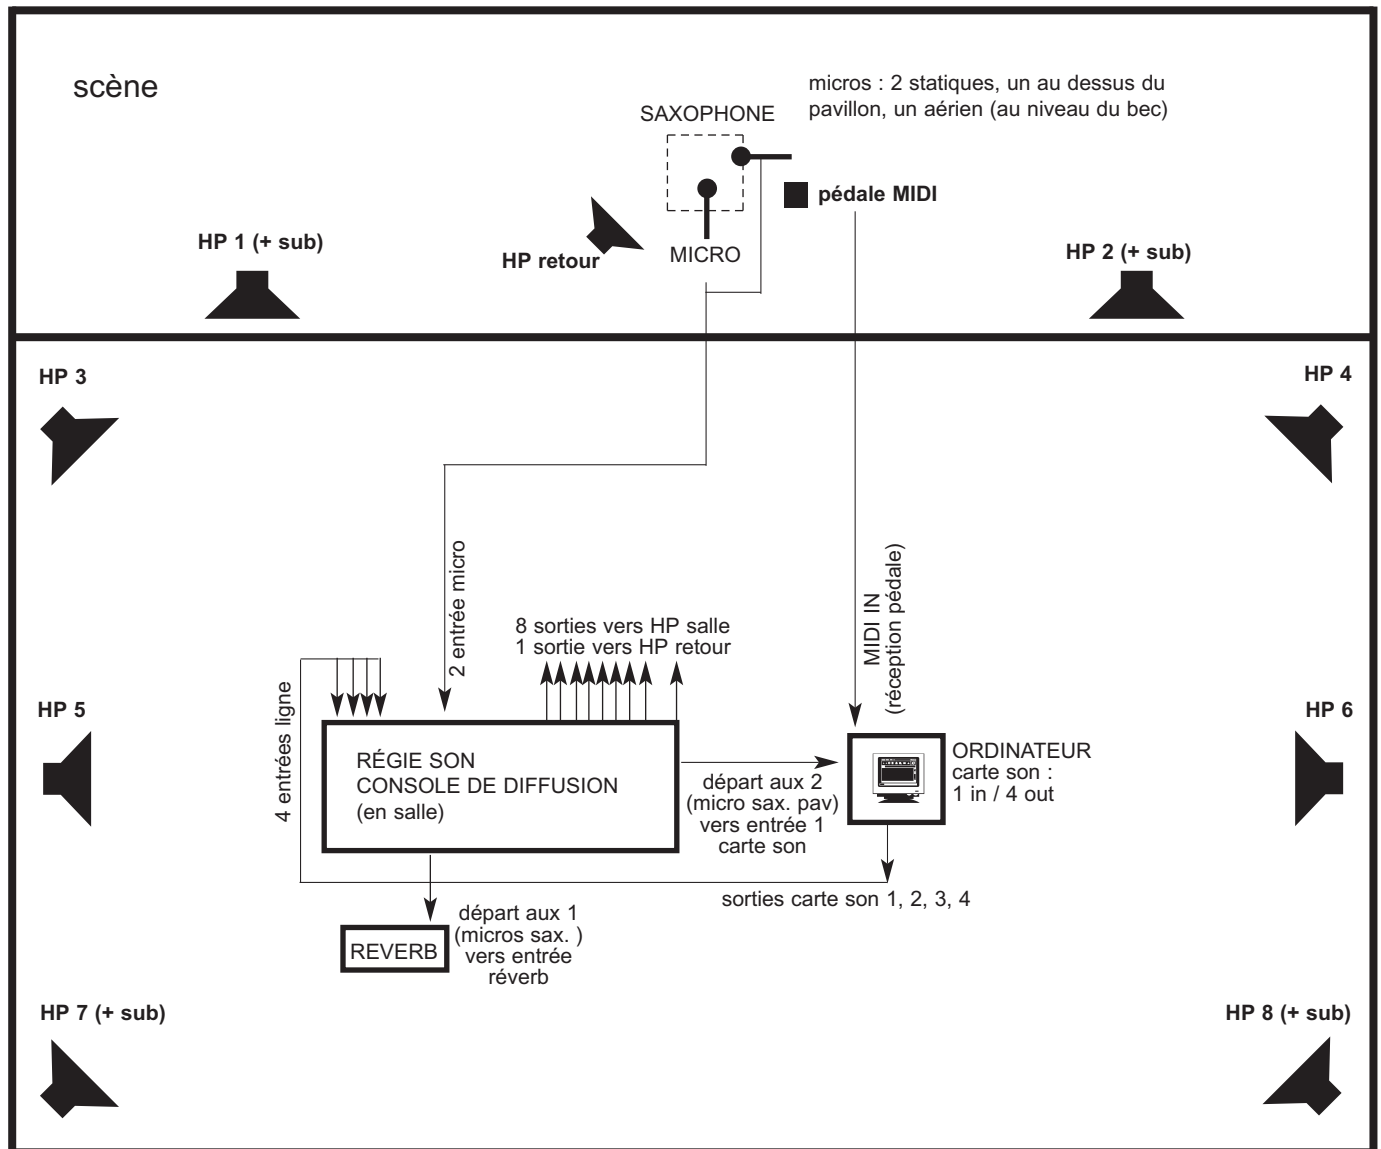 scène
micros : 2 statiques, un au dessus du
pavillon, un aérien (au niveau du bec)
SAXOPHONE
pédale MIDI
HP 1 (+ sub)
HP retour
MICRO
HP 2 (+ sub)
HP 3
HP 4
2 entrée micro
MIDI IN
(réception pédale)
8 sorties vers HP salle
1 sortie vers HP retour
4 entrées ligne
HP 5
HP 6
RÉGIE SON
CONSOLE DE DIFFUSION
(en salle)
départ aux 2
(micro sax. pav)
vers entrée 1
carte son
ORDINATEUR
carte son :
1 in / 4 out
sorties carte son 1, 2, 3, 4
départ aux 1
(micros sax. )
vers entrée
réverb
REVERB
HP 7 (+ sub)
HP 8 (+ sub)